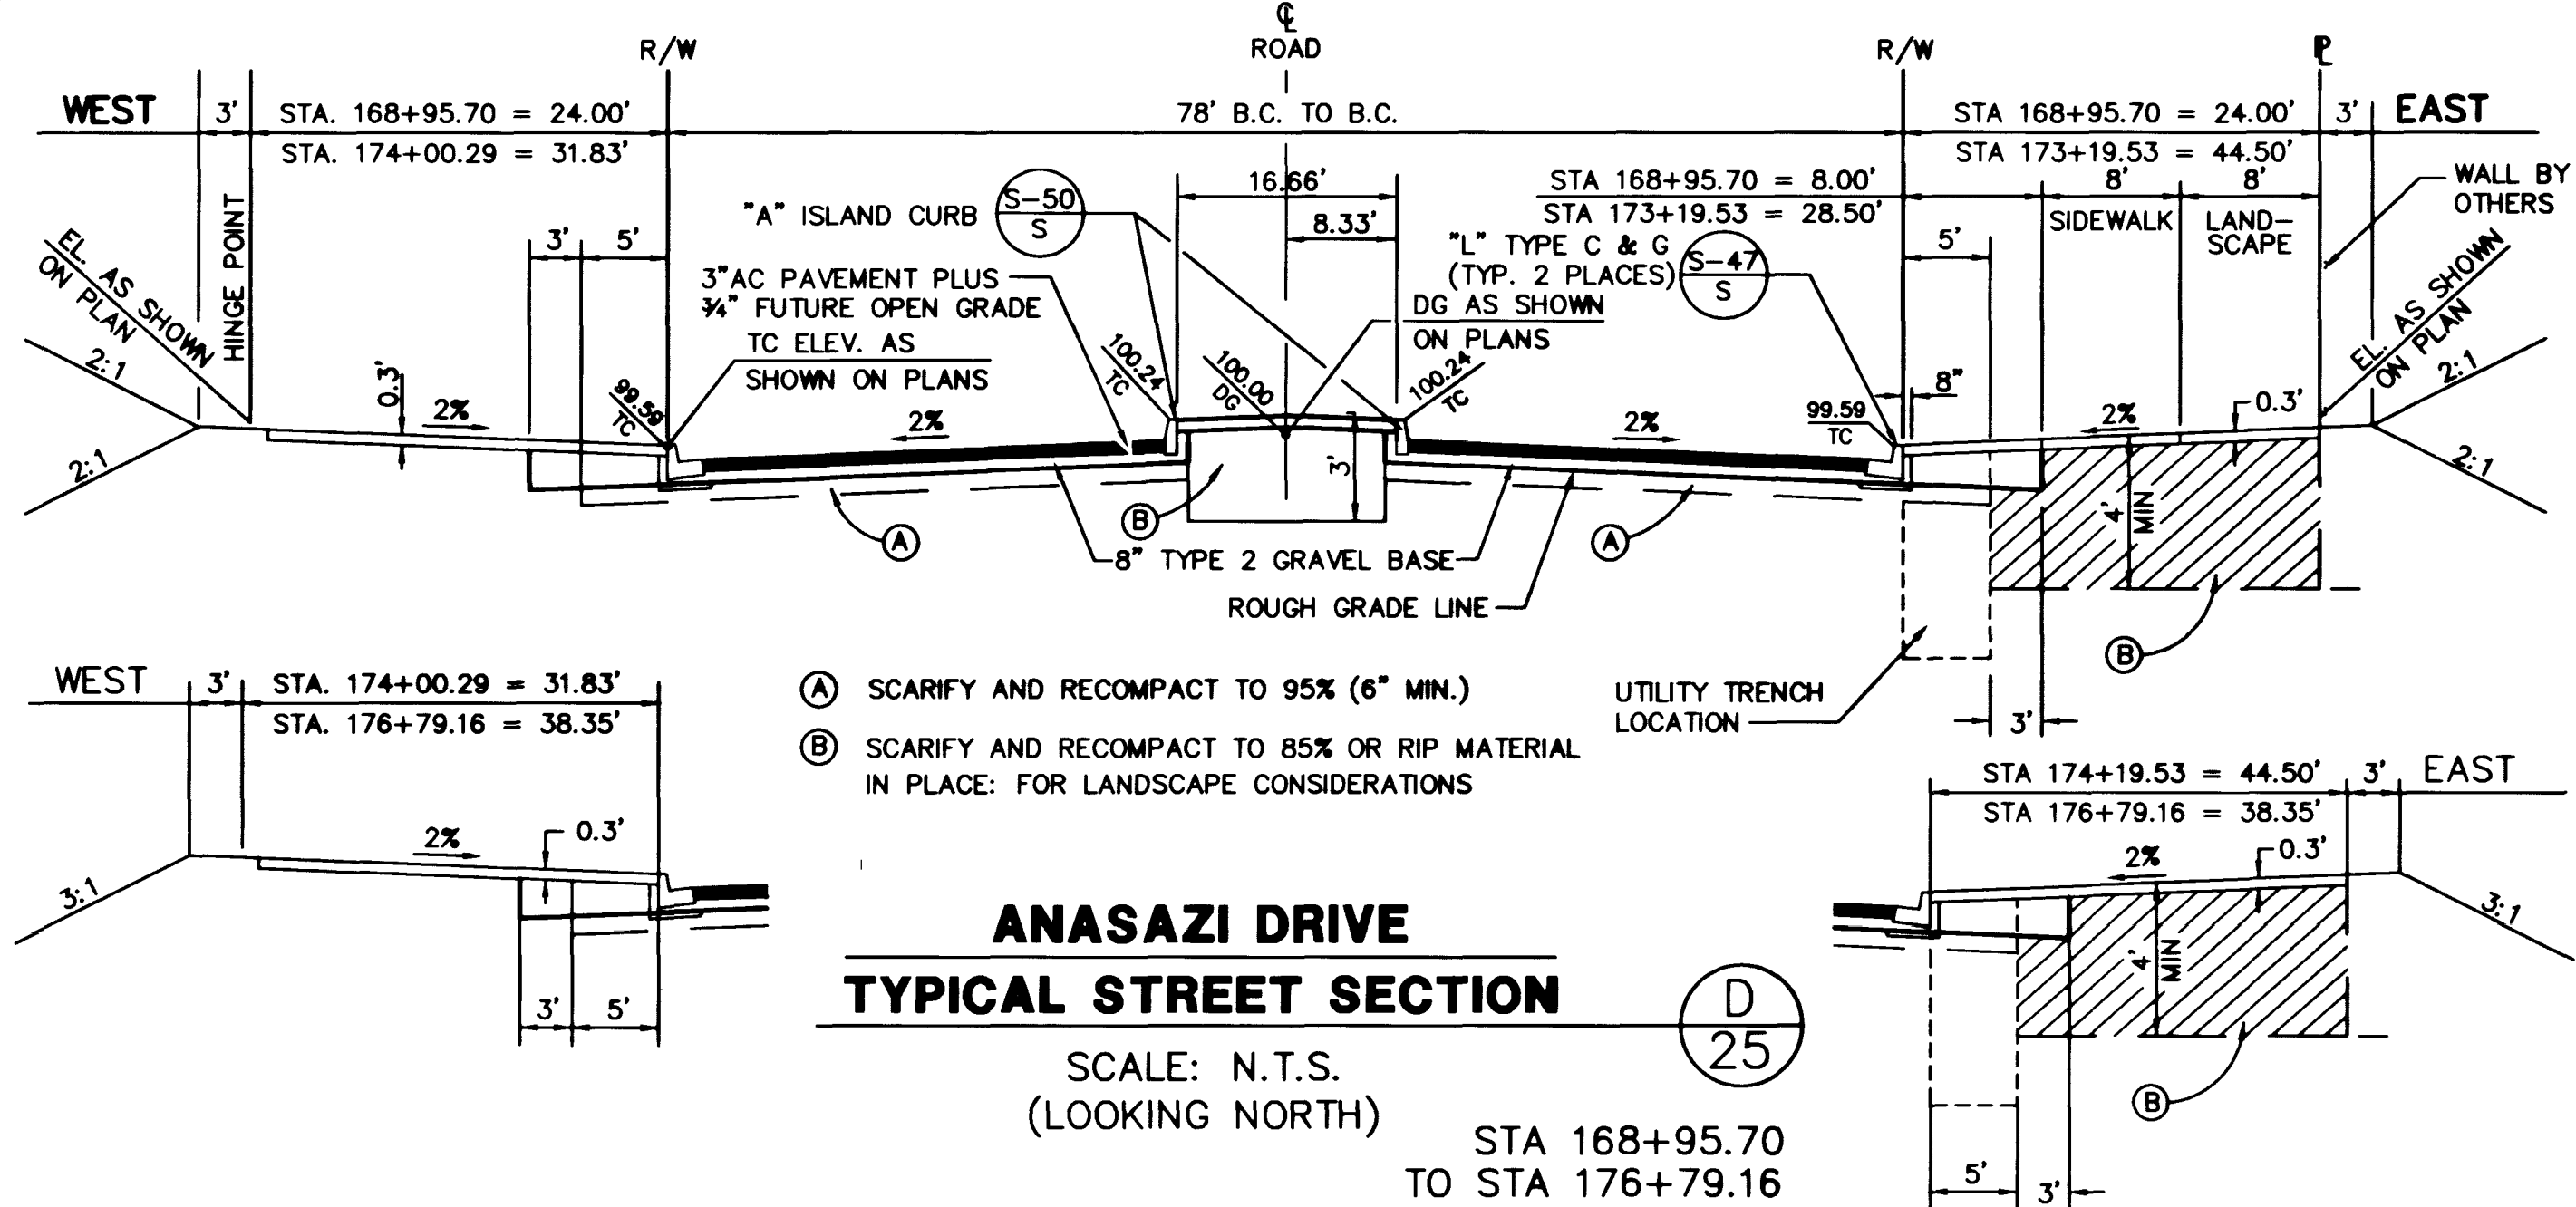 ℄
ROAD
R/W
R/W
℄
WEST
3'
STA. 168+95.70 = 24.00'
STA. 174+00.29 = 31.83'
78' B.C. TO B.C.
STA 168+95.70 = 24.00'
STA 173+19.53 = 44.50'
3'
EAST
HINGE POINT
EL. AS SHOWN
ON PLAN
2:1
2:1
3'
5'
0.3'
2%
"A" ISLAND CURB
S-50
S
3"AC PAVEMENT PLUS
¾" FUTURE OPEN GRADE
TC ELEV. AS
SHOWN ON PLANS
99.59
TC
2%
16.66'
8.33'
100.24
TC
100.00
DG
100.24
TC
3'
STA 168+95.70 = 8.00'
STA 173+19.53 = 28.50'
"L" TYPE C & G
(TYP. 2 PLACES)
S-47
S
DG AS SHOWN
ON PLANS
2%
99.59
TC
8'
SIDEWALK
8'
LAND-
SCAPE
5'
8"
2%
0.3'
4'
MIN
WALL BY
OTHERS
EL. AS SHOWN
ON PLAN
2:1
2:1
A
B
8" TYPE 2 GRAVEL BASE
A
ROUGH GRADE LINE
B
UTILITY TRENCH
LOCATION
3'
A SCARIFY AND RECOMPACT TO 95% (6" MIN.)
B SCARIFY AND RECOMPACT TO 85% OR RIP MATERIAL
IN PLACE: FOR LANDSCAPE CONSIDERATIONS
WEST
3'
STA. 174+00.29 = 31.83'
STA. 176+79.16 = 38.35'
2%
0.3'
3:1
3'
5'
STA 174+19.53 = 44.50'
STA 176+79.16 = 38.35'
3'
EAST
2%
0.3'
4'
MIN
3:1
B
5'
3'
ANASAZI DRIVE
TYPICAL STREET SECTION
D
25
SCALE: N.T.S.
(LOOKING NORTH)
STA 168+95.70
TO STA 176+79.16